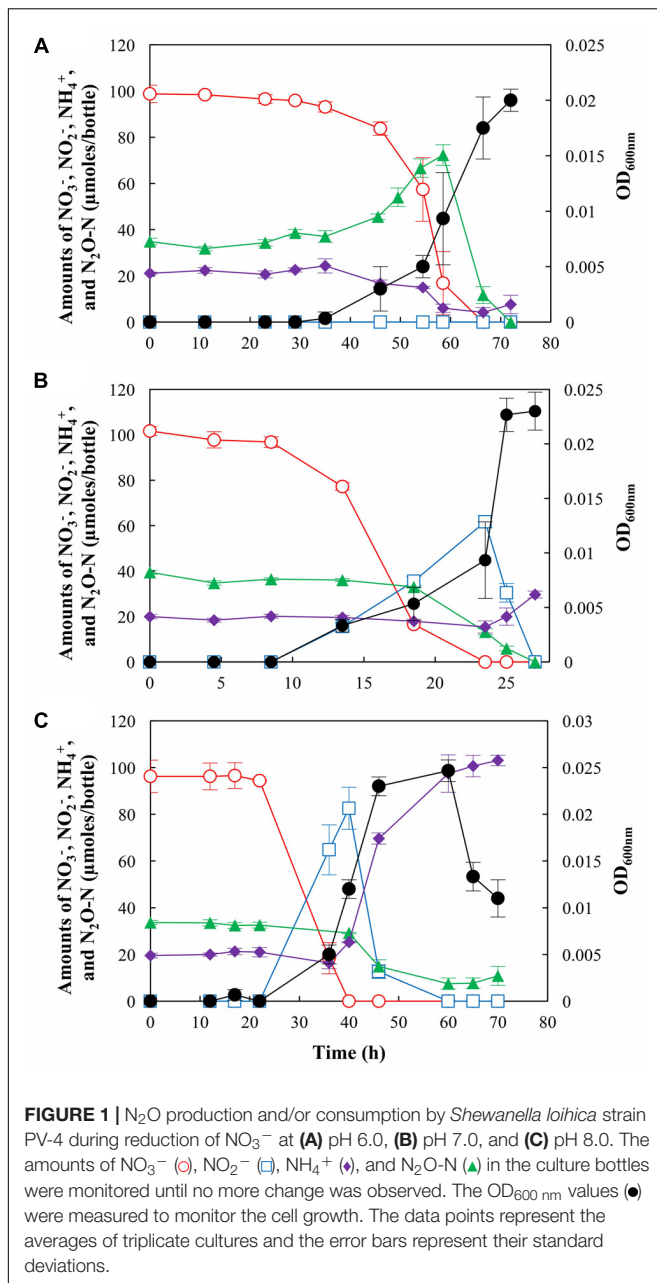 A
120
100
80
60
40
20
0
0.025
0.02
0.015
0.01
0.005
0
0 10 20 30 40 50 60 70 80
Amounts of NO₃⁻, NO₂⁻, NH₄⁺,
and N₂O-N (µmoles/bottle)
OD₆₀₀ₙₘ
B
120
100
80
60
40
20
0
0.025
0.02
0.015
0.01
0.005
0
0 5 10 15 20 25
Amounts of NO₃⁻, NO₂⁻, NH₄⁺,
and N₂O-N (µmoles/bottle)
OD₆₀₀ₙₘ
C
120
100
80
60
40
20
0
0.03
0.025
0.02
0.015
0.01
0.005
0
0 10 20 30 40 50 60 70 80
Amounts of NO₃⁻, NO₂⁻, NH₄⁺,
and N₂O-N (µmoles/bottle)
OD₆₀₀ₙₘ
Time (h)
FIGURE 1 | N₂O production and/or consumption by Shewanella loihica strain
PV-4 during reduction of NO₃⁻ at (A) pH 6.0, (B) pH 7.0, and (C) pH 8.0. The
amounts of NO₃⁻ (○), NO₂⁻ (□), NH₄⁺ (♦), and N₂O-N (▲) in the culture bottles
were monitored until no more change was observed. The OD₆₀₀ ₙₘ values (●)
were measured to monitor the cell growth. The data points represent the
averages of triplicate cultures and the error bars represent their standard
deviations.